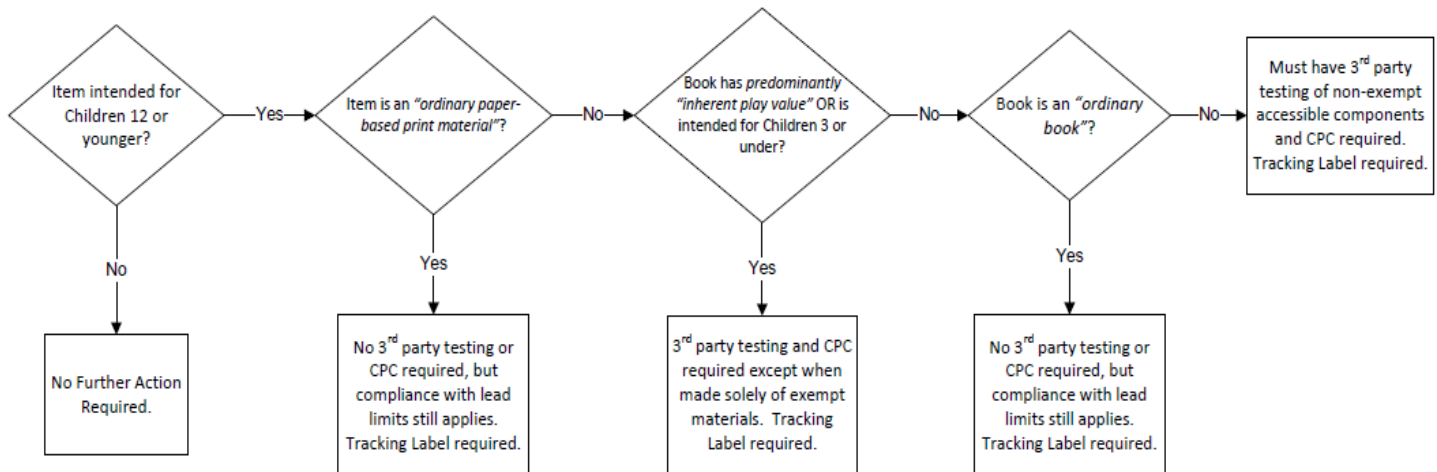 Item intended for
Children 12 or
younger?
Yes
Item is an “ordinary paper-
based print material”?
No
Book has predominantly
“inherent play value” OR is
intended for Children 3 or
under?
No
Book is an “ordinary
book”?
No
Must have 3rd party
testing of non-exempt
accessible components
and CPC required.
Tracking Label required.
No
Yes
Yes
Yes
No Further Action
Required.
No 3rd party testing or
CPC required, but
compliance with lead
limits still applies.
Tracking Label required.
3rd party testing and CPC
required except when
made solely of exempt
materials.  Tracking
Label required.
No 3rd party testing or
CPC required, but
compliance with lead
limits still applies.
Tracking Label required.